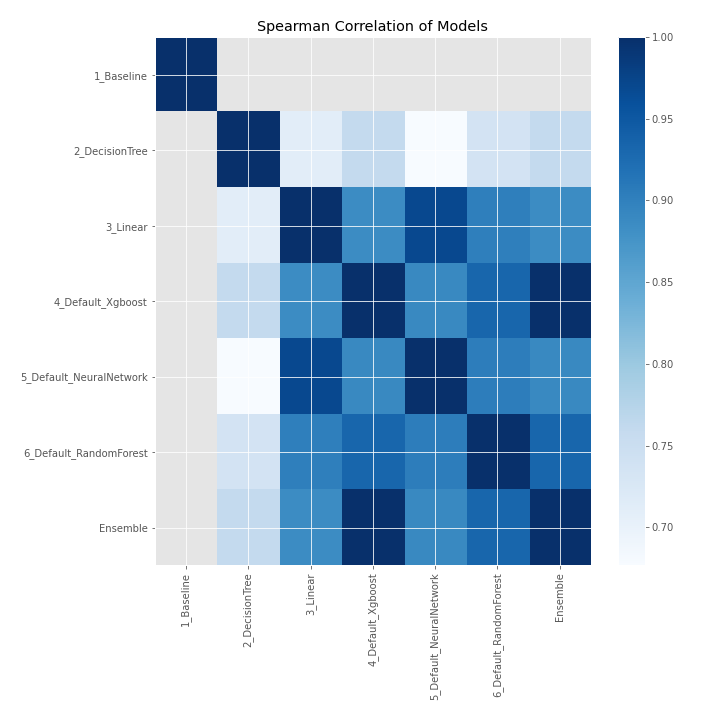 Spearman Correlation of Models
1_Baseline
2_DecisionTree
3_Linear
4_Default_Xgboost
5_Default_NeuralNetwork
6_Default_RandomForest
Ensemble
1_Baseline
2_DecisionTree
3_Linear
4_Default_Xgboost
5_Default_NeuralNetwork
6_Default_RandomForest
Ensemble
1.00
0.95
0.90
0.85
0.80
0.75
0.70